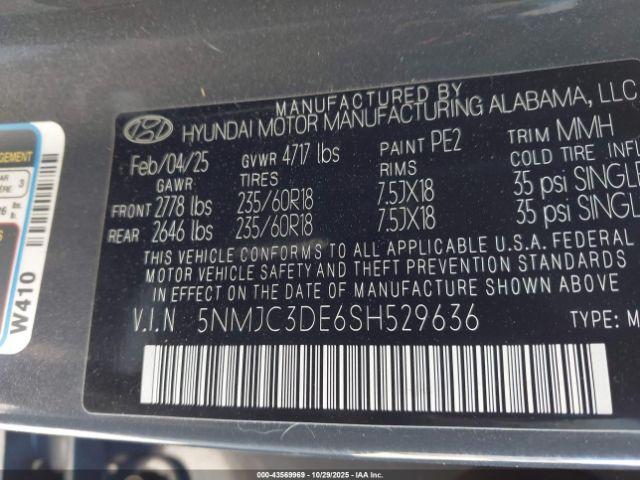 MANUFACTURED BY
HYUNDAI MOTOR MANUFACTURING ALABAMA, LLC
Feb/04/25 GVWR 4717 lbs PAINT PE2 TRIM MMH
GAWR TIRES RIMS COLD TIRE INFL
FRONT 2778 lbs 235/60R18 7.5JX18 35 psi SINGLE
REAR 2646 lbs 235/60R18 7.5JX18 35 psi SINGLE
THIS VEHICLE CONFORMS TO ALL APPLICABLE U.S.A. FEDERAL
MOTOR VEHICLE SAFETY AND THEFT PREVENTION STANDARDS
IN EFFECT ON THE DATE OF MANUFACTURE SHOWN ABOVE.
V.I.N 5NMJC3DE6SH529636
TYPE
W410
000-43569969 | 10/29/2025 | © IAA, Inc.